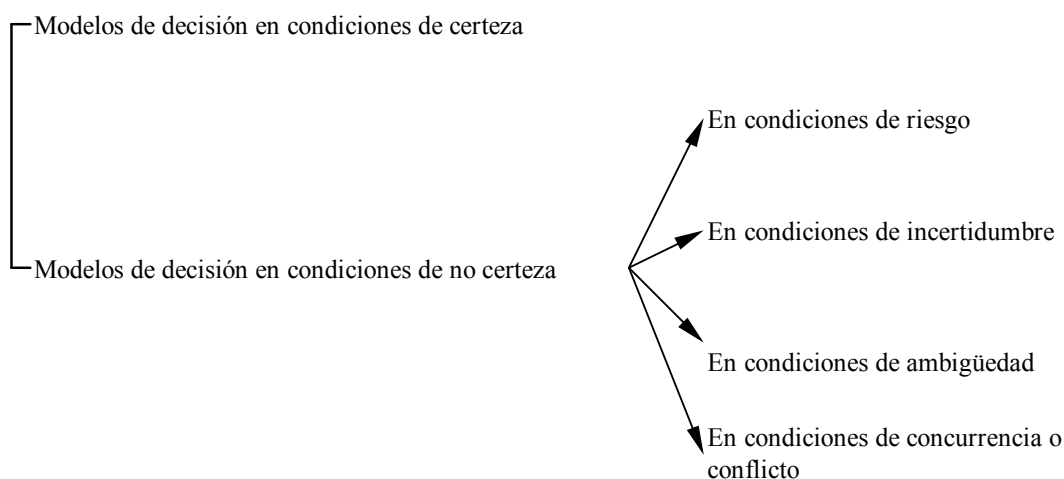 Modelos de decisión en condiciones de certeza
En condiciones de riesgo
En condiciones de incertidumbre
Modelos de decisión en condiciones de no certeza
En condiciones de ambigüedad
En condiciones de concurrencia o
conflicto